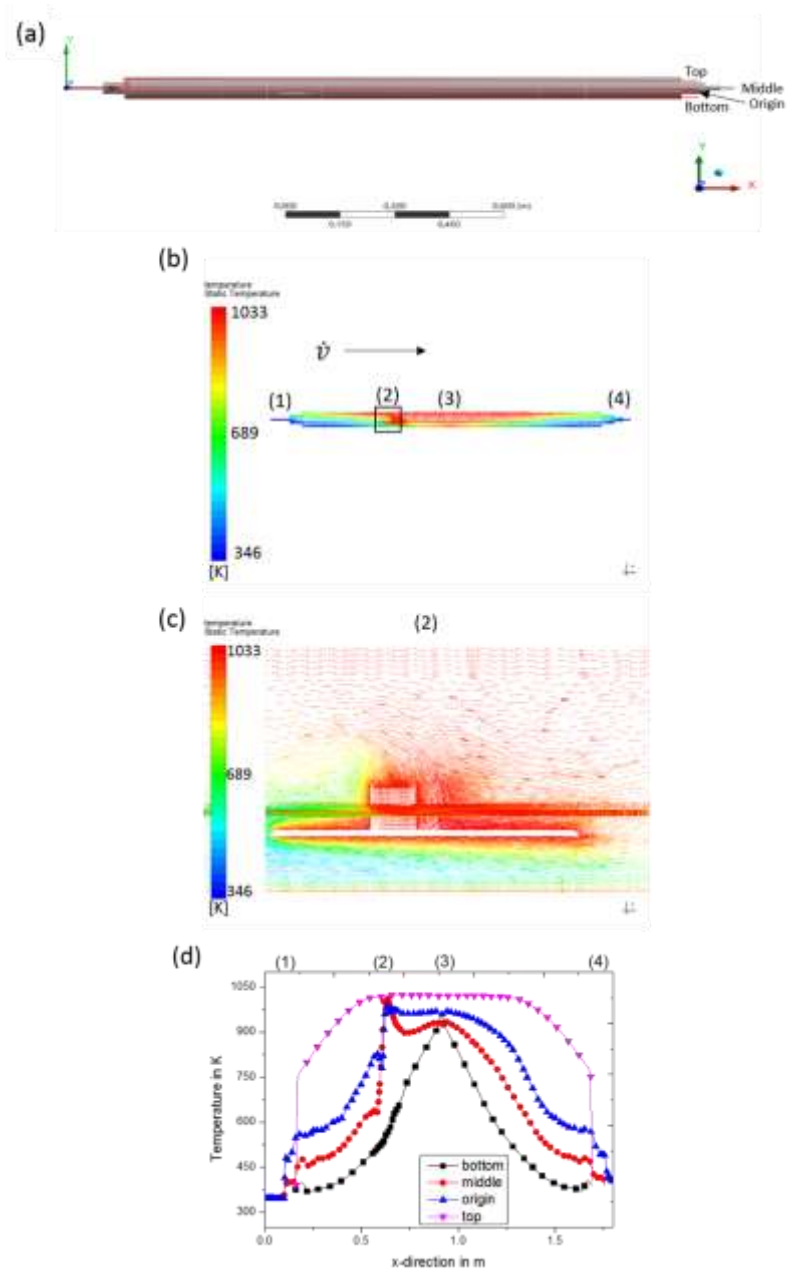 (a)
Y
Top
Middle
Origin
Bottom
Y
X
0.150
(b)
temperature
Static Temperature
1033
v̇
(1)
(2)
(3)
(4)
689
346
[K]
(c)
temperature
Static Temperature
(2)
1033
689
346
[K]
(d)
(1)
(2)
(3)
(4)
1050
900
750
600
450
300
Temperature in K
bottom
middle
origin
top
0.0
0.5
1.0
1.5
x-direction in m